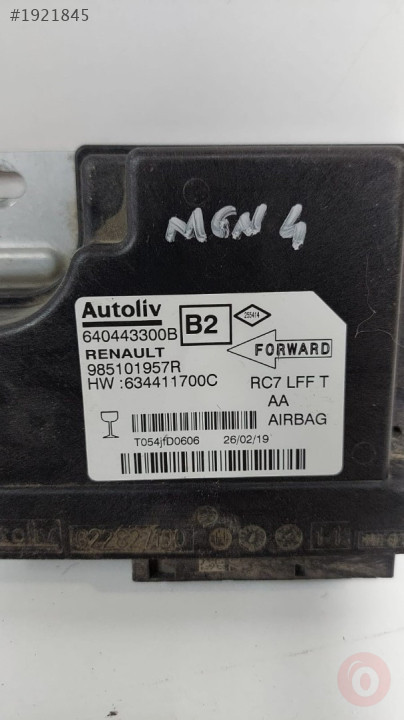 #1921845
MGN 4
Autoliv
640443300B
B2
255414
RENAULT
985101957R
FORWARD
HW :634411700C
RC7 LFF T
AA
AIRBAG
T054jfD0606 26/02/19